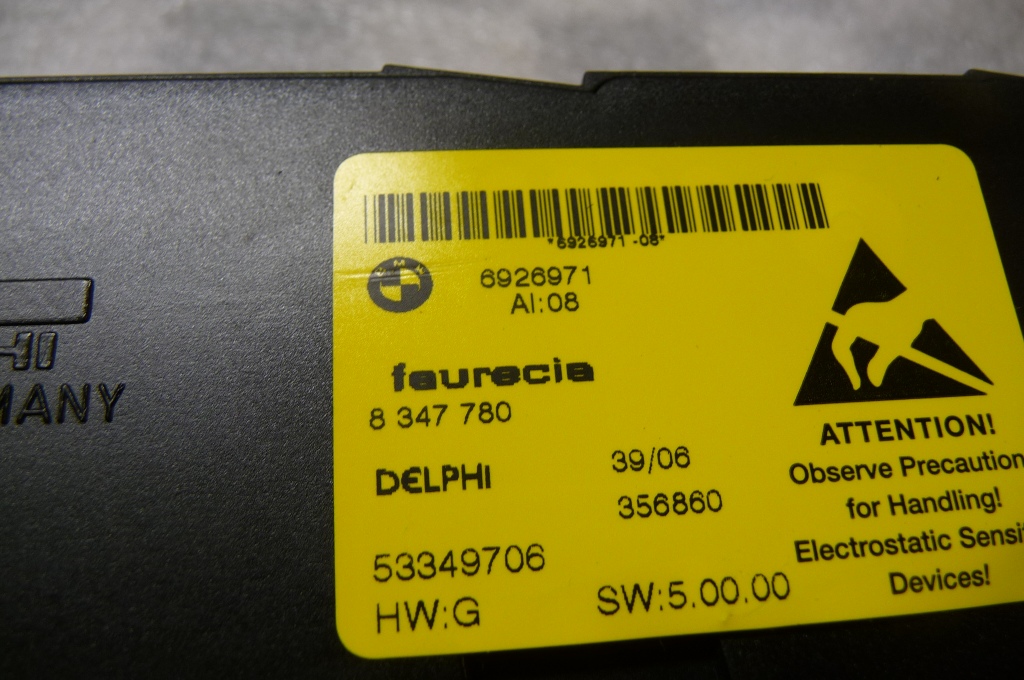 *6926971-08*
BMW
6926971
AI:08
faurecia
8 347 780
DELPHI
39/06
356860
53349706
HW:G
SW:5.00.00
ATTENTION!
Observe Precaution
for Handling!
Electrostatic Sensi
Devices!
HI
MANY